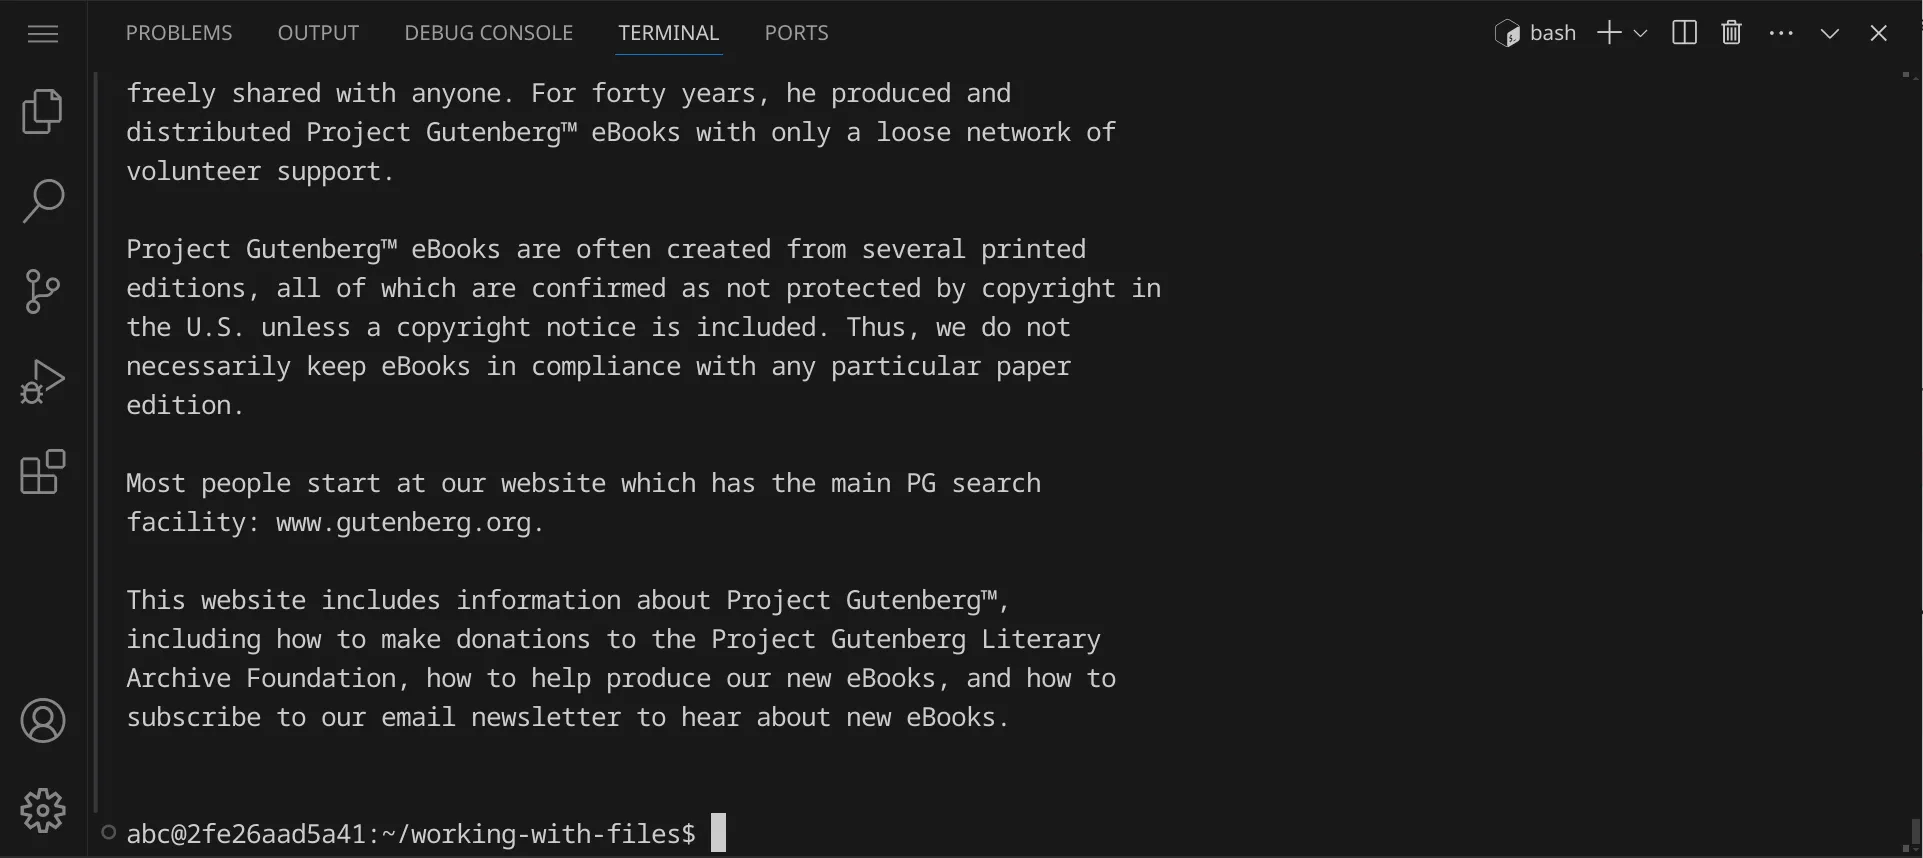 PROBLEMS OUTPUT DEBUG CONSOLE TERMINAL PORTS bash
freely shared with anyone. For forty years, he produced and
distributed Project Gutenberg™ eBooks with only a loose network of
volunteer support.
Project Gutenberg™ eBooks are often created from several printed
editions, all of which are confirmed as not protected by copyright in
the U.S. unless a copyright notice is included. Thus, we do not
necessarily keep eBooks in compliance with any particular paper
edition.
Most people start at our website which has the main PG search
facility: www.gutenberg.org.
This website includes information about Project Gutenberg™,
including how to make donations to the Project Gutenberg Literary
Archive Foundation, how to help produce our new eBooks, and how to
subscribe to our email newsletter to hear about new eBooks.
abc@2fe26aad5a41:~/working-with-files$